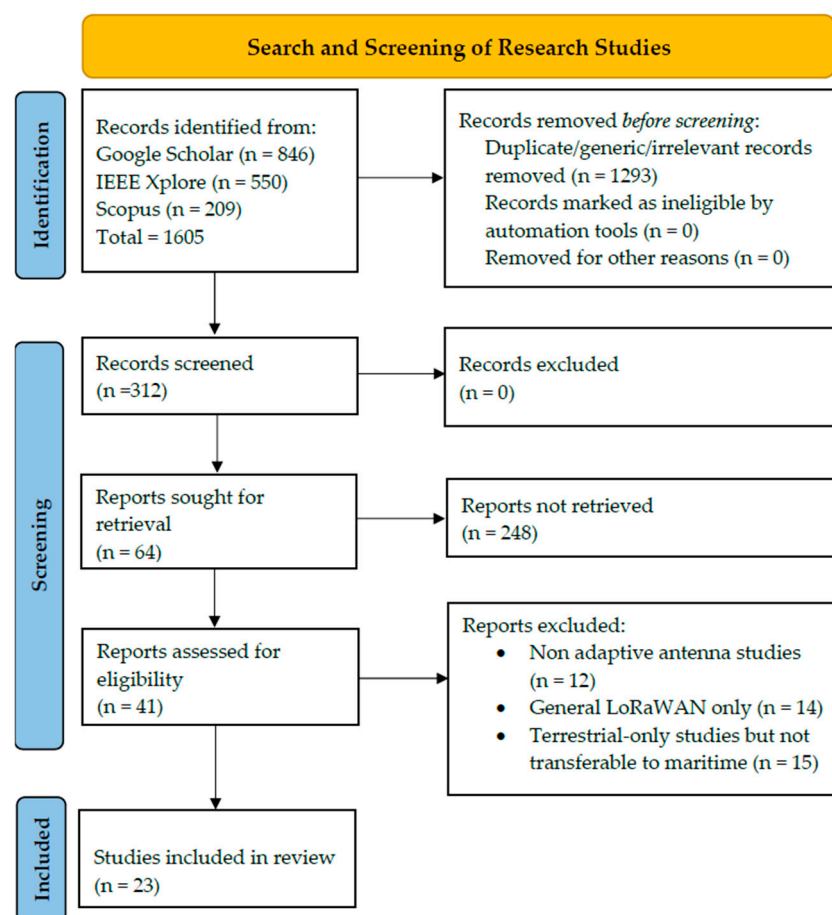 Search and Screening of Research Studies
Identification
Records identified from:
Google Scholar (n = 846)
IEEE Xplore (n = 550)
Scopus (n = 209)
Total = 1605
Records removed before screening:
Duplicate/generic/irrelevant records
removed (n = 1293)
Records marked as ineligible by
automation tools (n = 0)
Removed for other reasons (n = 0)
Screening
Records screened
(n =312)
Records excluded
(n = 0)
Reports sought for
retrieval
(n = 64)
Reports not retrieved
(n = 248)
Reports assessed for
eligibility
(n = 41)
Reports excluded:
• Non adaptive antenna studies
(n = 12)
• General LoRaWAN only (n = 14)
• Terrestrial-only studies but not
transferable to maritime (n = 15)
Included
Studies included in review
(n = 23)